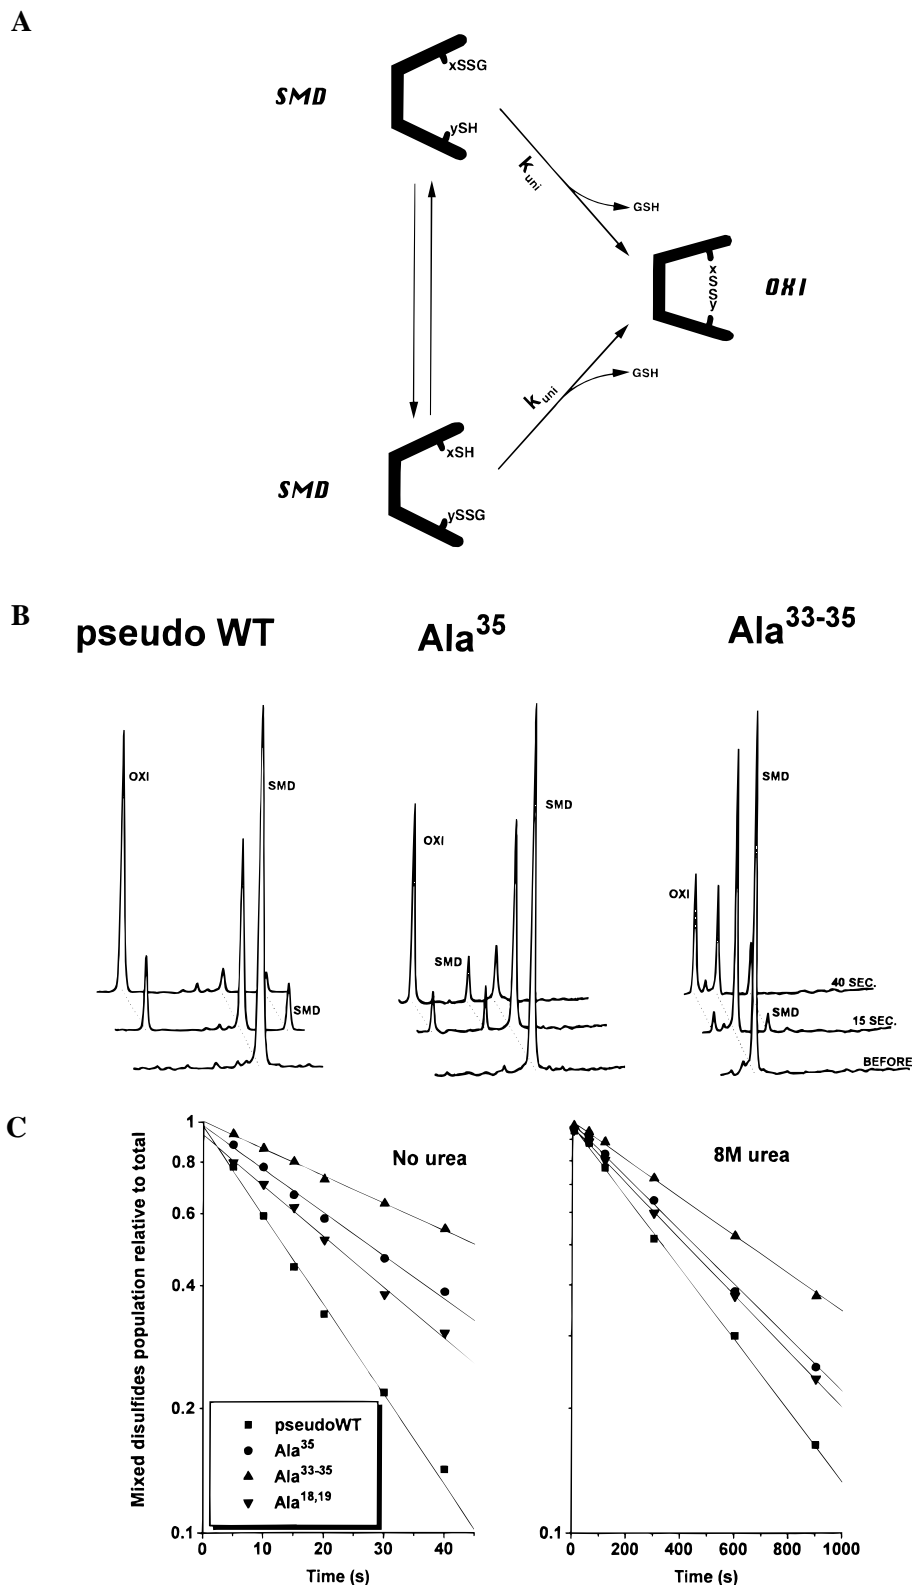 A
SMD
xSSG
ySH
k uni
GSH
x
S
S
y
OXI
GSH
k uni
SMD
xSH
ySSG
B
pseudo WT
Ala35
Ala33-35
OXI
SMD
SMD
OXI
SMD
SMD
OXI
SMD
SMD
40 SEC.
15 SEC.
BEFORE
C
Mixed disulfides population relative to total
1
0.8
0.6
0.4
0.2
0.1
No urea
pseudoWT
Ala35
Ala33-35
Ala18,19
0 10 20 30 40
Time (s)
8M urea
0.1
0 200 400 600 800 1000
Time (s)